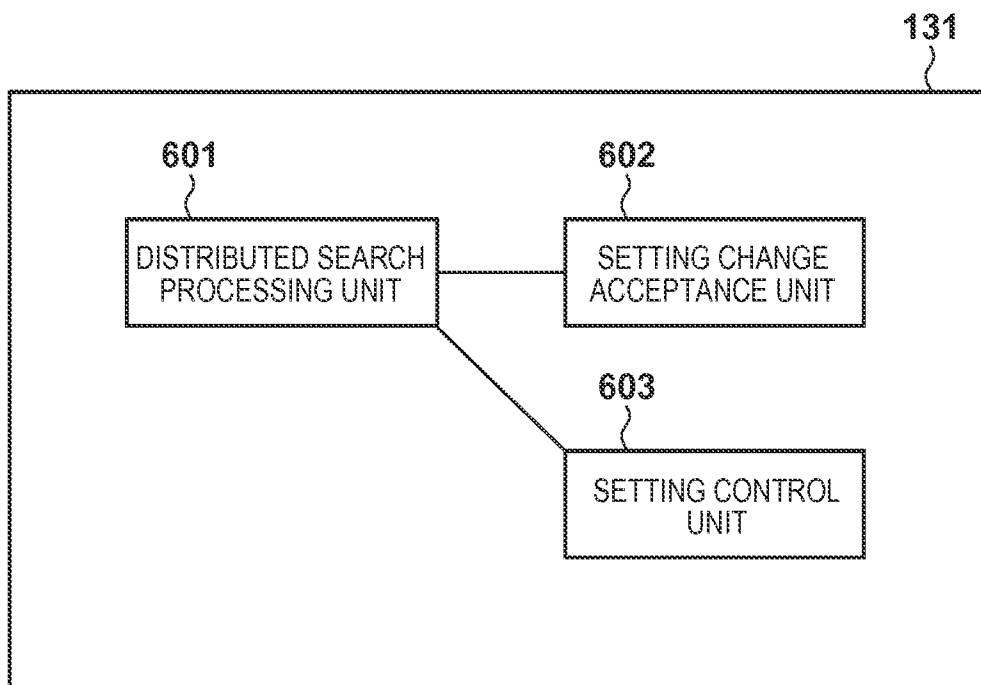 131
601
602
DISTRIBUTED SEARCH
PROCESSING UNIT
SETTING CHANGE
ACCEPTANCE UNIT
603
SETTING CONTROL
UNIT